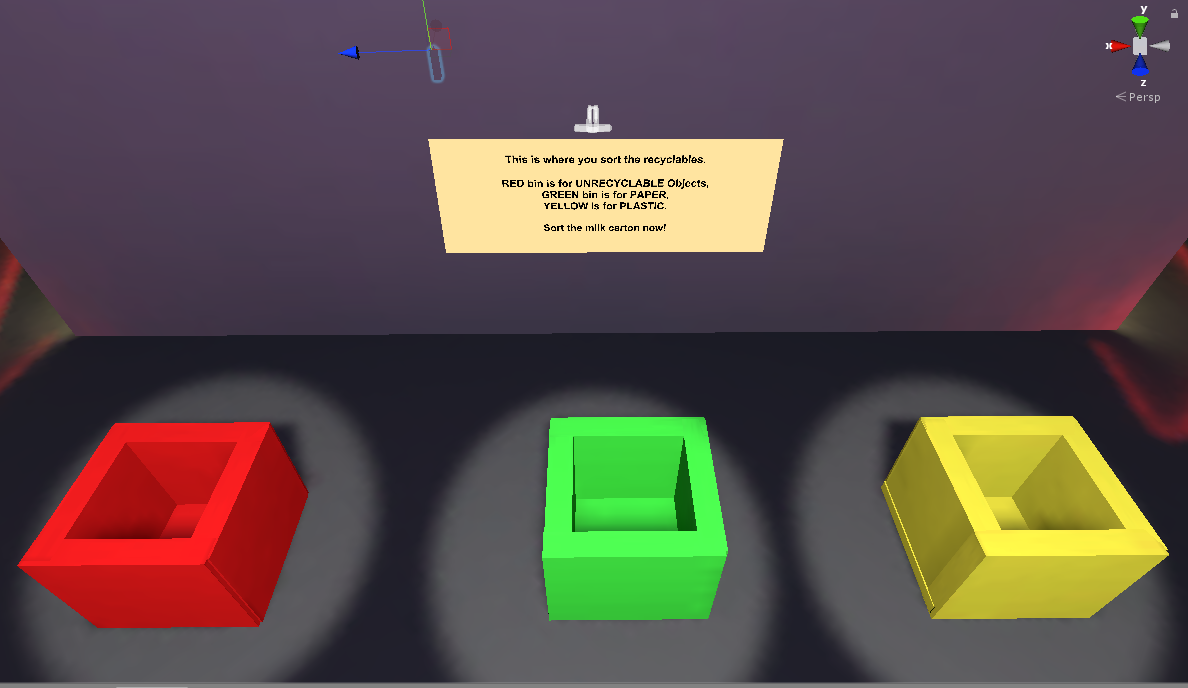 y
x
z
< Persp
This is where you sort the recyclables.
RED bin is for UNRECYCLABLE Objects,
GREEN bin is for PAPER,
YELLOW is for PLASTIC.
Sort the milk carton now!